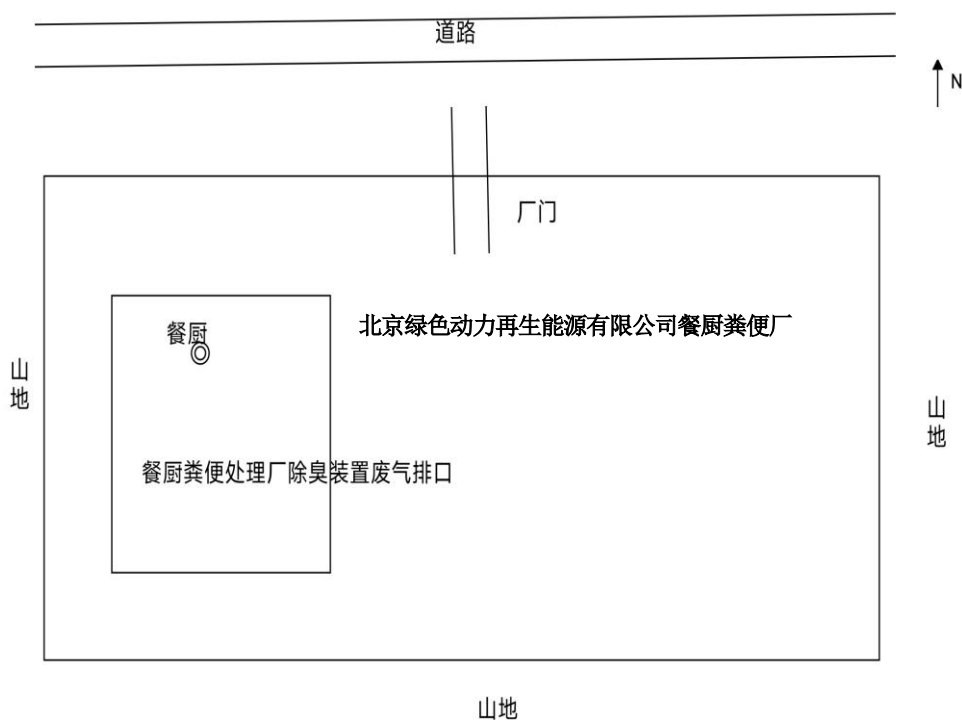 道路
N
厂门
北京绿色动力再生能源有限公司餐厨粪便厂
餐厨
山地
山地
餐厨粪便处理厂除臭装置废气排口
山地